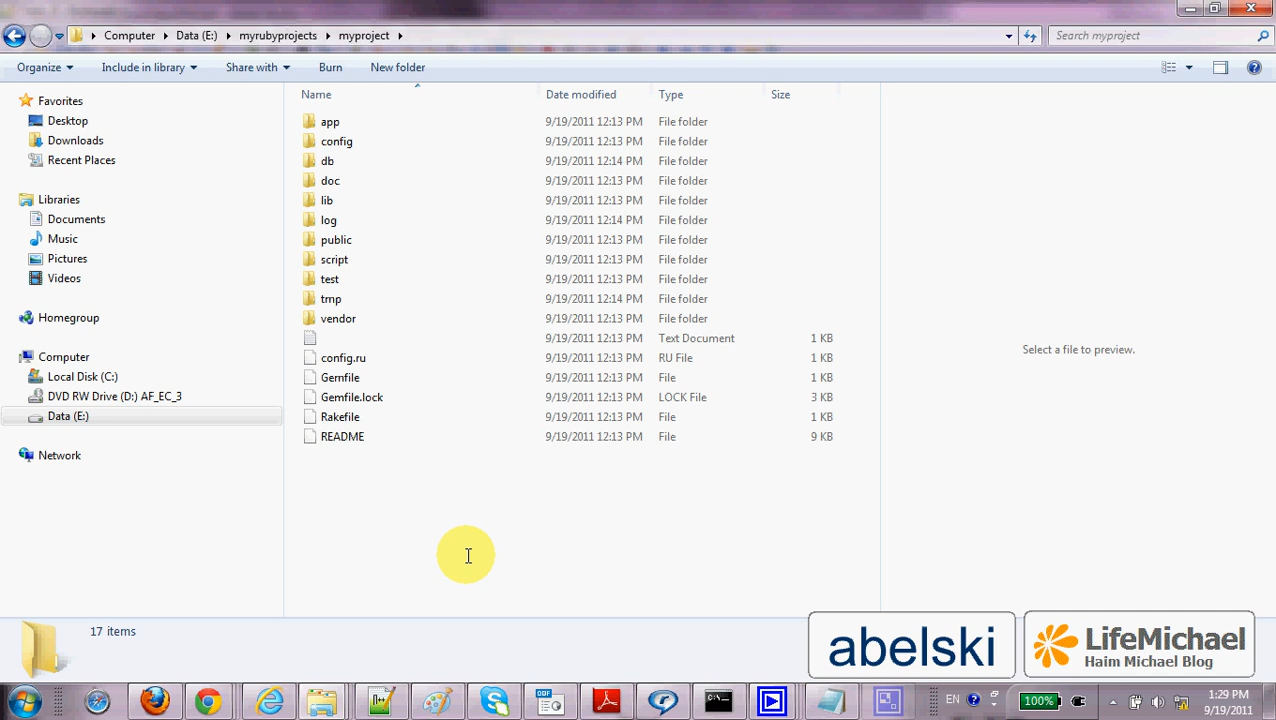 Computer Data (E:) myrubyprojects myproject Search myproject
Organize Include in library Share with Burn New folder
Name Date modified Type Size
Favorites
Desktop
Downloads
Recent Places
Libraries
Documents
Music
Pictures
Videos
Homegroup
Computer
Local Disk (C:)
DVD RW Drive (D:) AF_EC_3
Data (E:)
Network
app 9/19/2011 12:13 PM File folder
config 9/19/2011 12:13 PM File folder
db 9/19/2011 12:14 PM File folder
doc 9/19/2011 12:13 PM File folder
lib 9/19/2011 12:13 PM File folder
log 9/19/2011 12:14 PM File folder
public 9/19/2011 12:13 PM File folder
script 9/19/2011 12:13 PM File folder
test 9/19/2011 12:13 PM File folder
tmp 9/19/2011 12:14 PM File folder
vendor 9/19/2011 12:13 PM File folder
9/19/2011 12:13 PM Text Document 1 KB
config.ru 9/19/2011 12:13 PM RU File 1 KB
Gemfile 9/19/2011 12:13 PM File 1 KB
Gemfile.lock 9/19/2011 12:13 PM LOCK File 3 KB
Rakefile 9/19/2011 12:13 PM File 1 KB
README 9/19/2011 12:13 PM File 9 KB
Select a file to preview.
17 items
abelski
LifeMichael
Haim Michael Blog
EN 100% 1:29 PM
9/19/2011